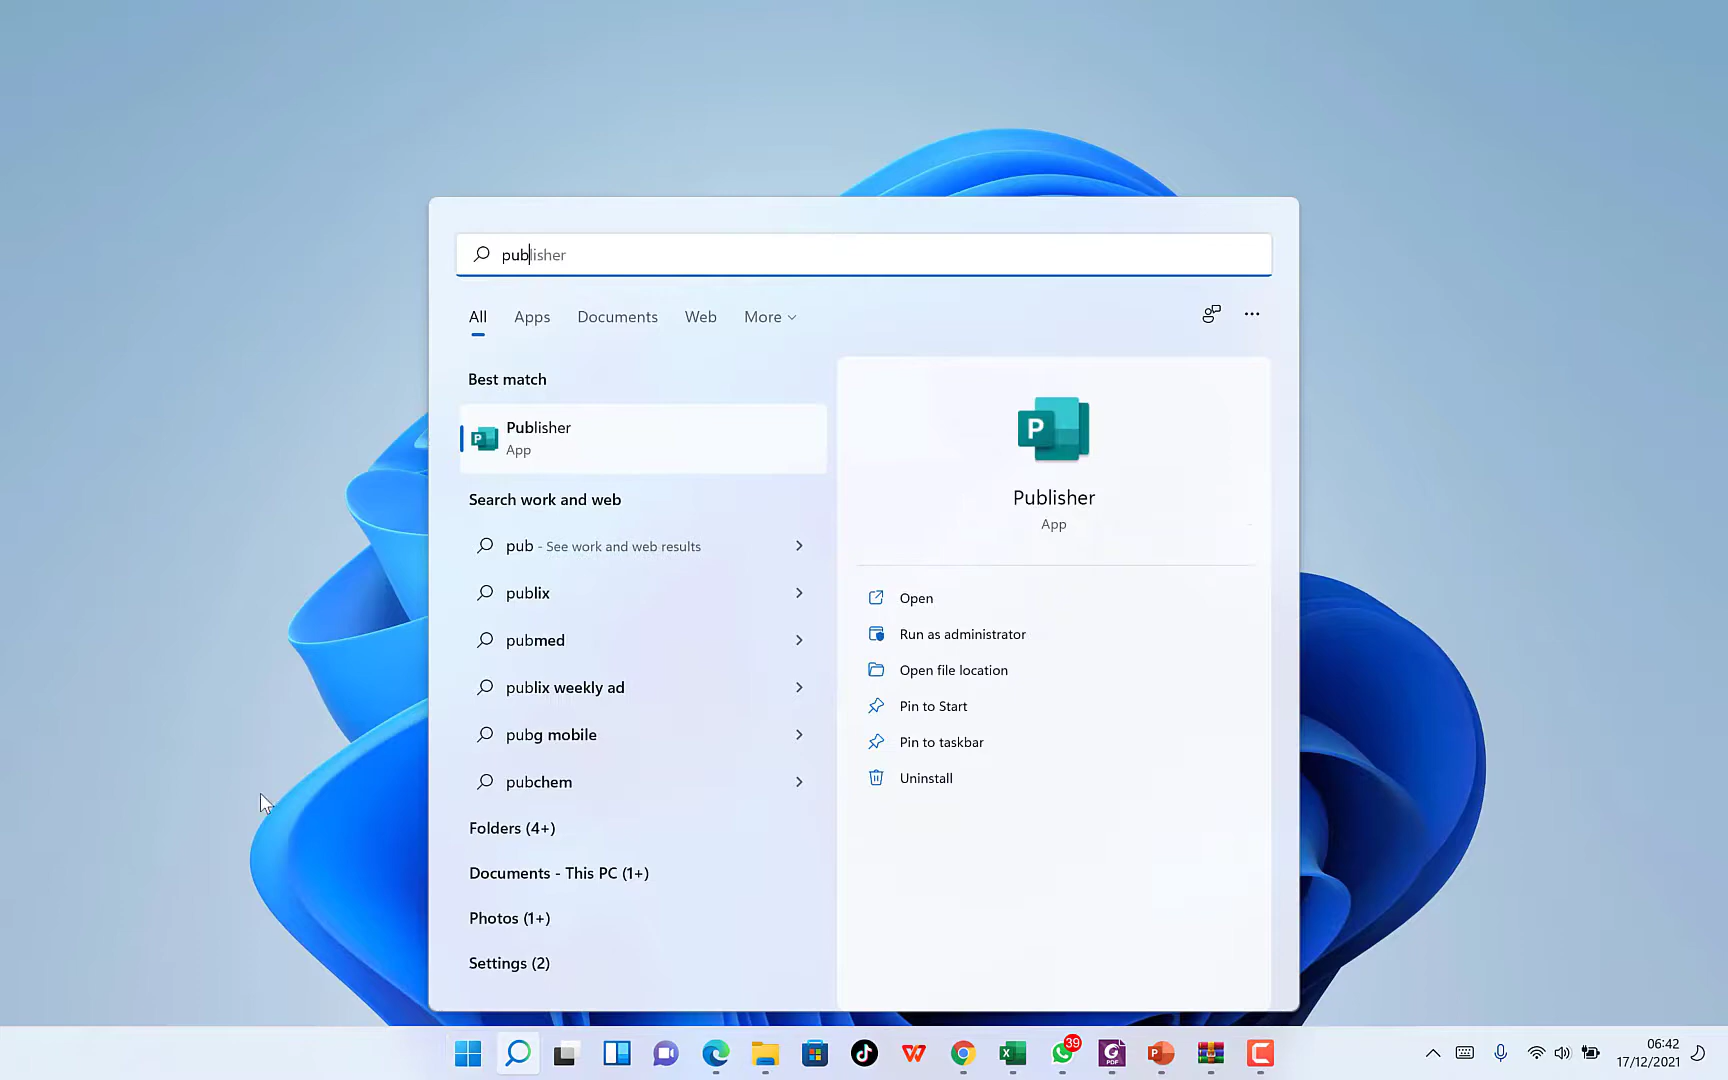 publisher
All Apps Documents Web More
Best match
Publisher
App
Search work and web
pub - See work and web results
publix
pubmed
publix weekly ad
pubg mobile
pubchem
Folders (4+)
Documents - This PC (1+)
Photos (1+)
Settings (2)
P
Publisher
App
Open
Run as administrator
Open file location
Pin to Start
Pin to taskbar
Uninstall
39
PDF
06:42
17/12/2021